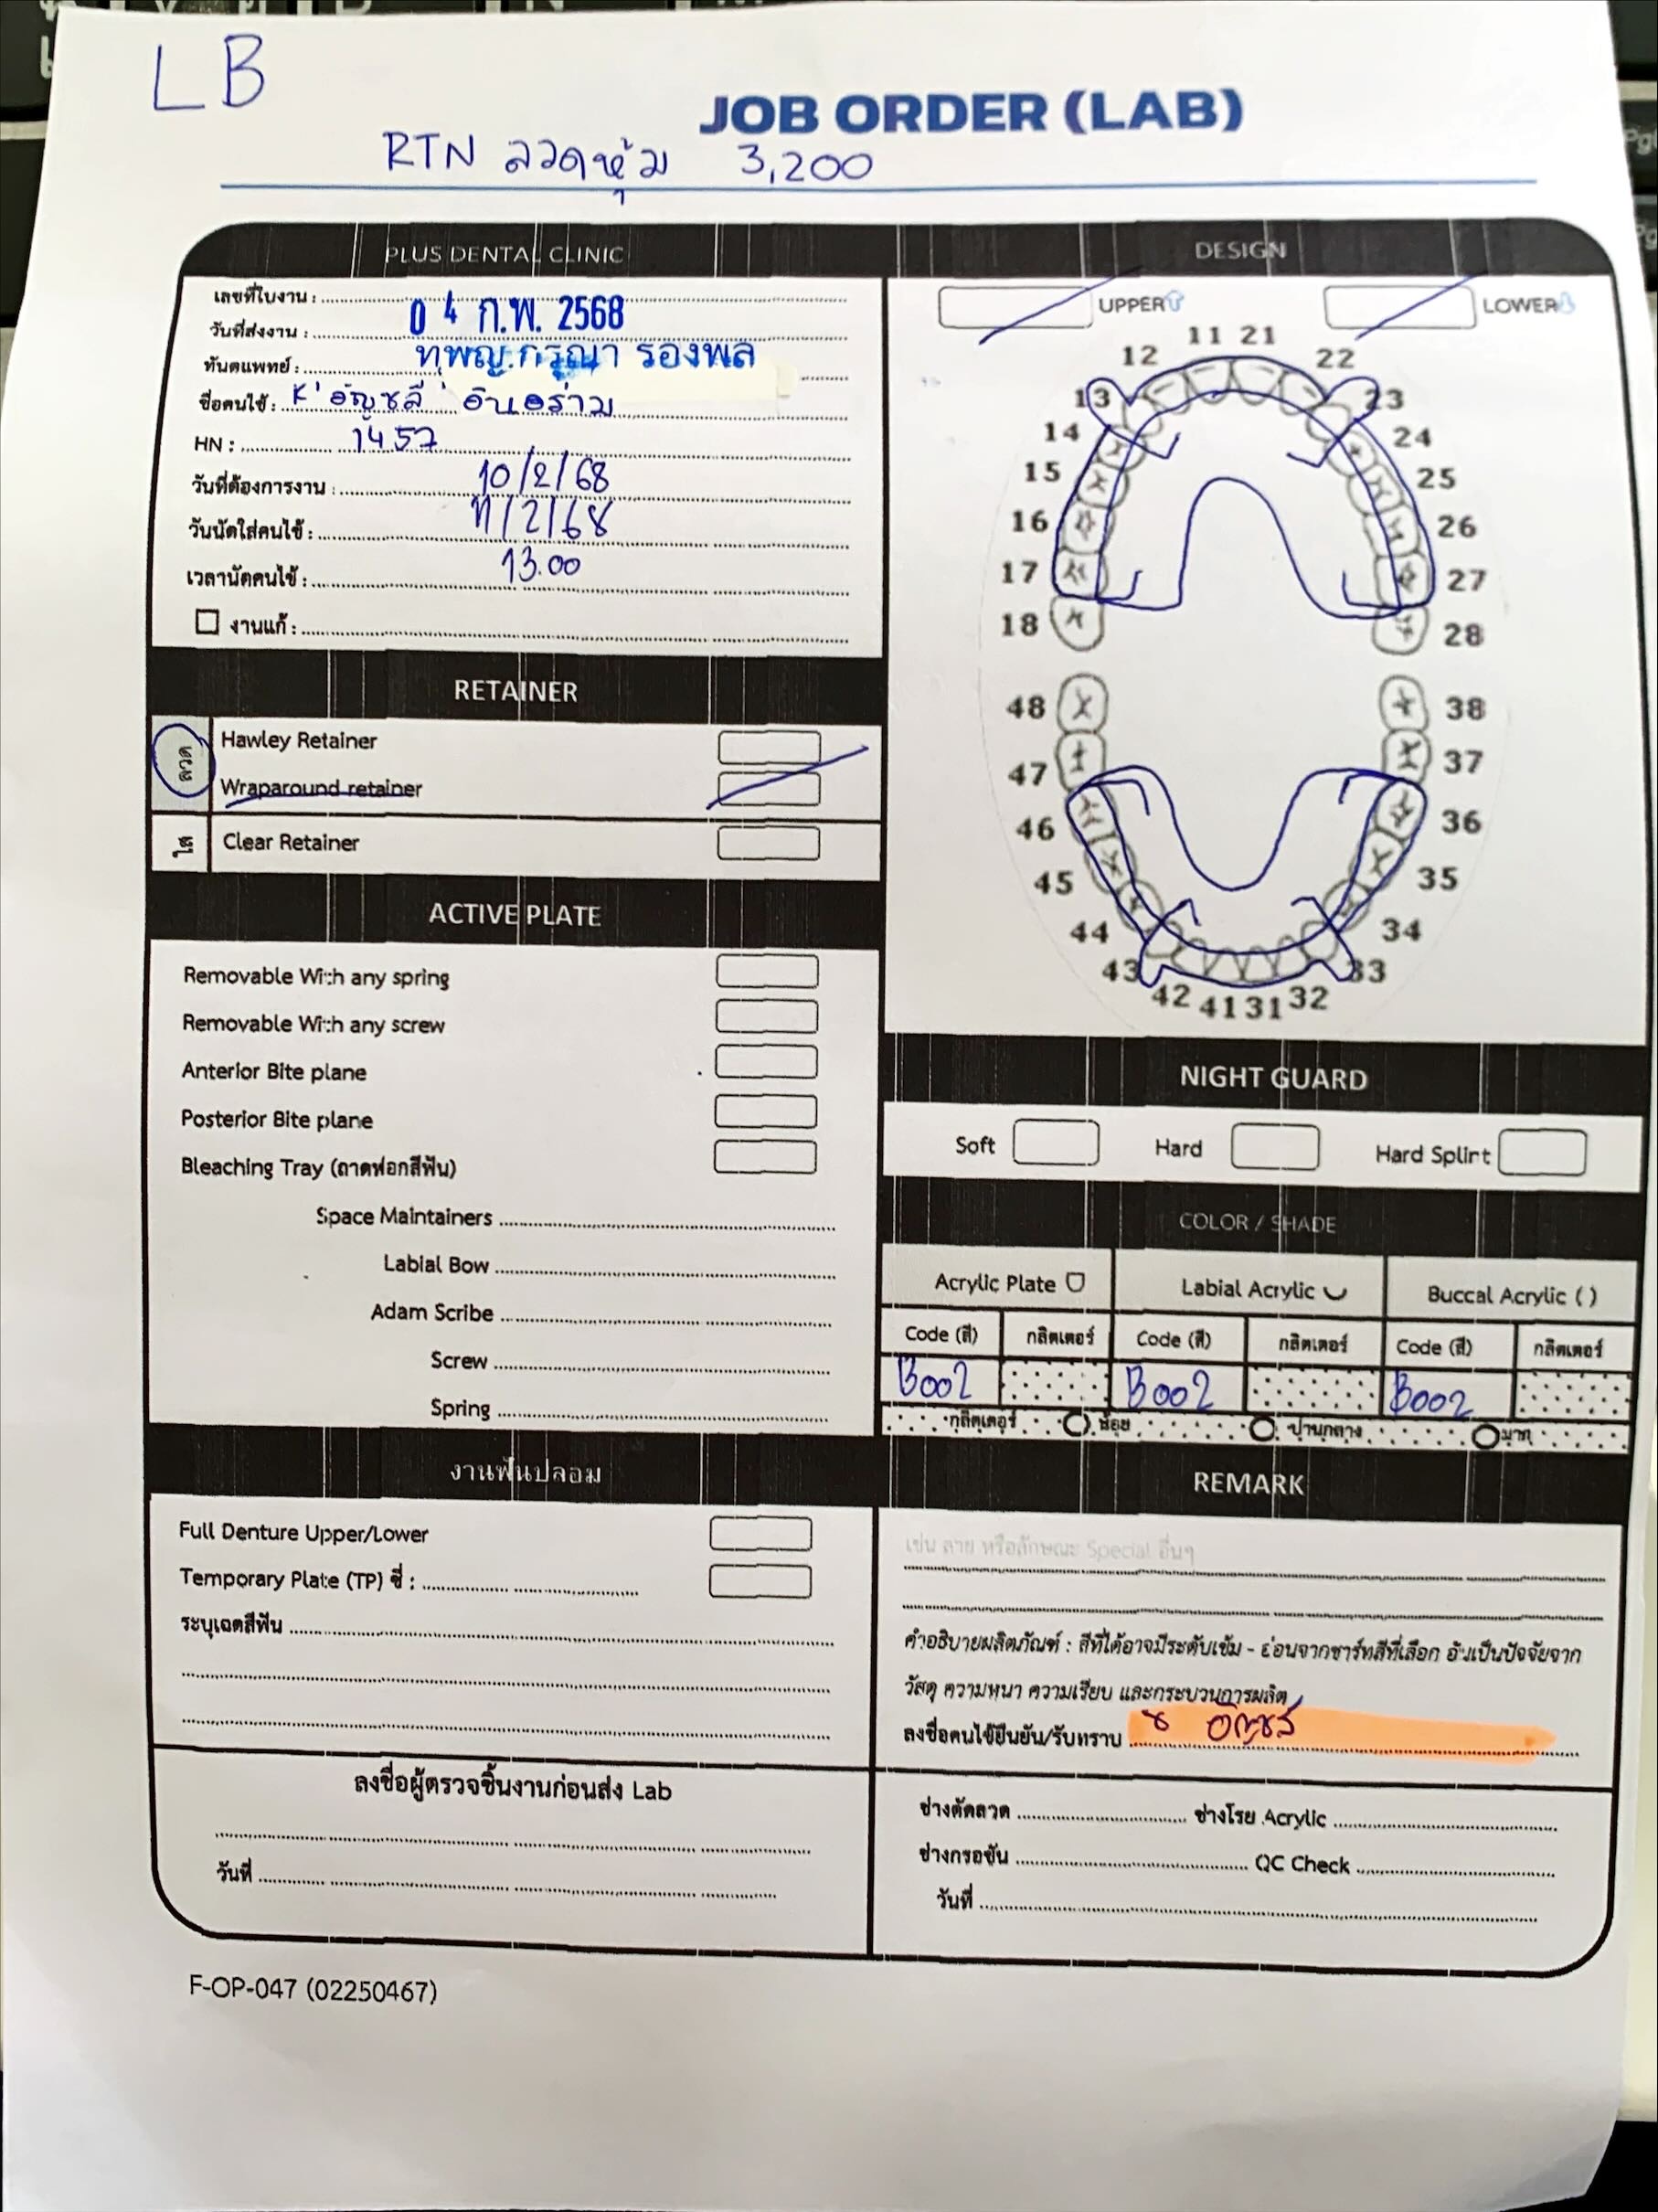 LB
JOB ORDER (LAB)
RTN ลวดหุ้ม 3,200
PLUS DENTAL CLINIC
เลขที่ใบงาน :
วันที่ส่งงาน : 04 ก.พ. 2568
ทันตแพทย์ : ทพญ.กรุณา รองพล
ชื่อคนไข้ : K'อัญชลี อินอร่าม
HN : 1457
วันที่ต้องการงาน : 10/2/68
วันนัดใส่คนไข้ : 11/2/68
เวลานัดคนไข้ : 13.00
งานแก้ :
DESIGN
UPPER LOWER
11 21
12 22
13 23
14 24
15 25
16 26
17 27
18 28
48 38
47 37
46 36
45 35
44 34
43 33
42 41 31 32
RETAINER
ลวด
Hawley Retainer
Wraparound retainer
ใส
Clear Retainer
ACTIVE PLATE
Removable With any spring
Removable With any screw
Anterior Bite plane
Posterior Bite plane
Bleaching Tray (ถาดฟอกสีฟัน)
Space Maintainers
Labial Bow
Adam Scribe
Screw
Spring
NIGHT GUARD
Soft Hard Hard Splint
COLOR / SHADE
Acrylic Plate Labial Acrylic Buccal Acrylic ( )
Code (สี) กลิตเตอร์ Code (สี) กลิตเตอร์ Code (สี) กลิตเตอร์
B002 B002 B002
กลิตเตอร์ น้อย ปานกลาง มาก
งานฟันปลอม
Full Denture Upper/Lower
Temporary Plate (TP) ซี่ :
ระบุเฉดสีฟัน
REMARK
เช่น ลาย หรือลักษณะ Special อื่นๆ
คำอธิบายผลิตภัณฑ์ : สีที่ได้อาจมีระดับเข้ม - อ่อนจากชาร์ทสีที่เลือก อันเป็นปัจจัยจาก
วัสดุ ความหนา ความเรียบ และกระบวนการผลิต
ลงชื่อคนไข้ยืนยัน/รับทราบ อัญชลี
ลงชื่อผู้ตรวจชิ้นงานก่อนส่ง Lab
วันที่
ช่างดัดลวด ช่างโรย Acrylic
ช่างกรอขัน QC Check
วันที่
F-OP-047 (02250467)